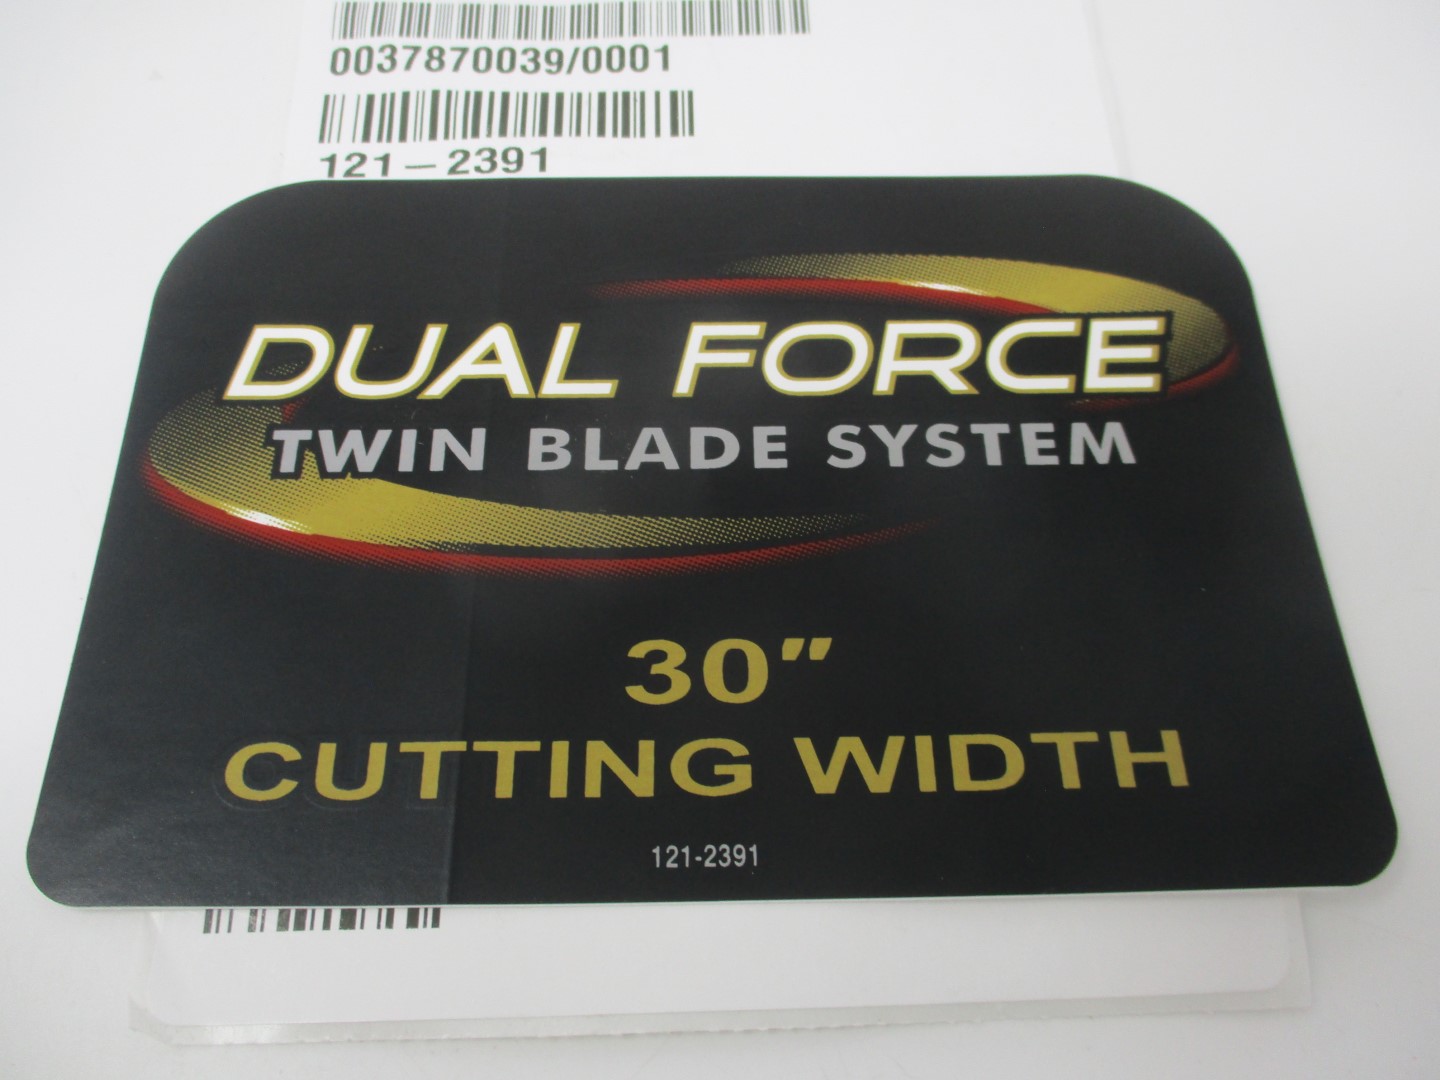 0037870039/0001
121-2391
DUAL FORCE
TWIN BLADE SYSTEM
30"
CUTTING WIDTH
121-2391